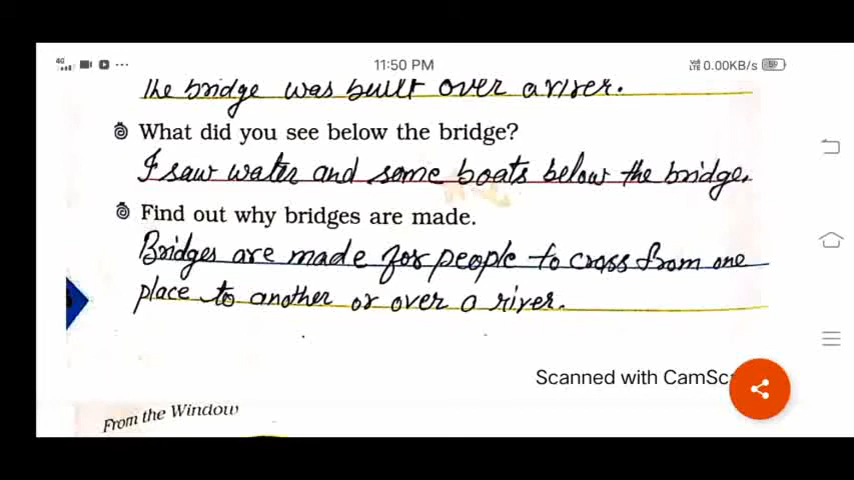 4G ... 11:50 PM 0.00KB/s 59
The bridge was built over a river.
What did you see below the bridge?
I saw water and some boats below the bridge.
Find out why bridges are made.
Bridges are made for people to cross from one
place to another or over a river.
Scanned with CamSc
From the Window